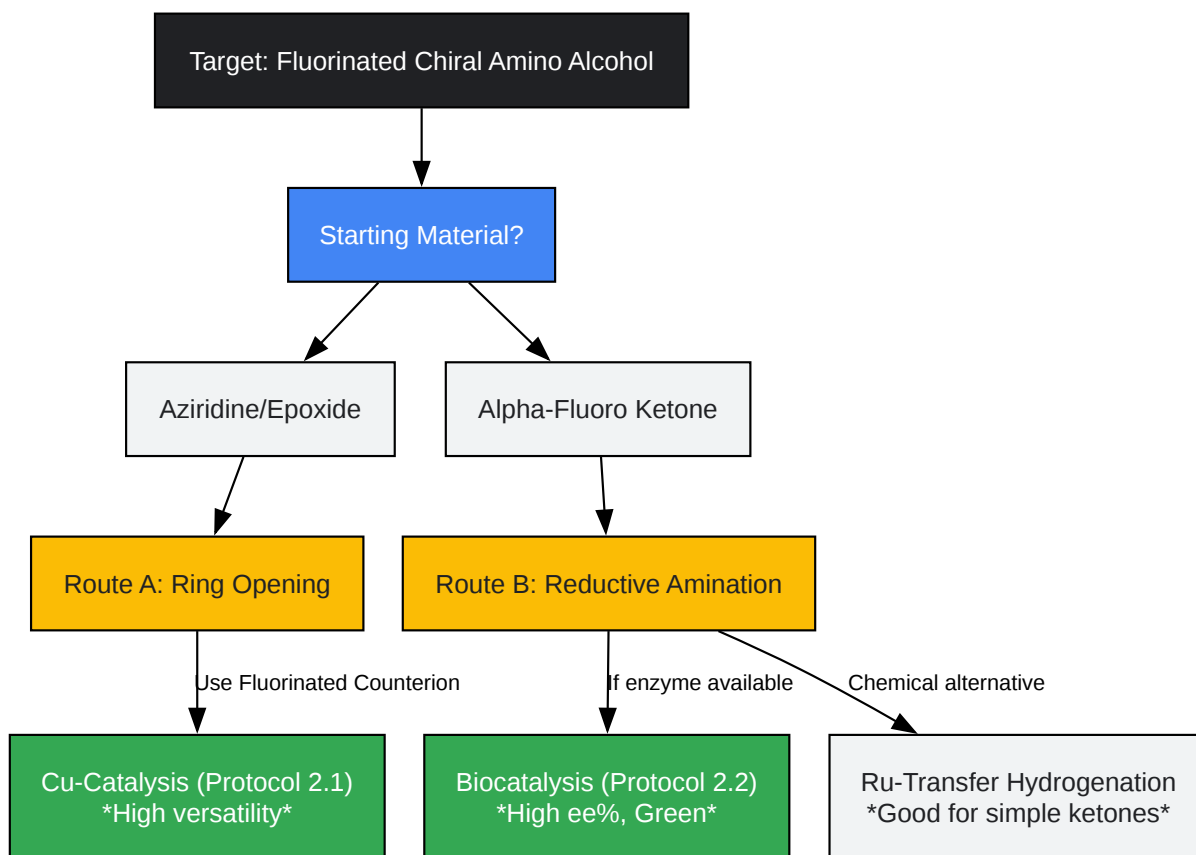 Target: Fluorinated Chiral Amino Alcohol
Starting Material?
Aziridine/Epoxide
Alpha-Fluoro Ketone
Route A: Ring Opening
Route B: Reductive Amination
Use Fluorinated Counterion
If enzyme available
Chemical alternative
Cu-Catalysis (Protocol 2.1)
*High versatility*
Biocatalysis (Protocol 2.2)
*High ee%, Green*
Ru-Transfer Hydrogenation
*Good for simple ketones*